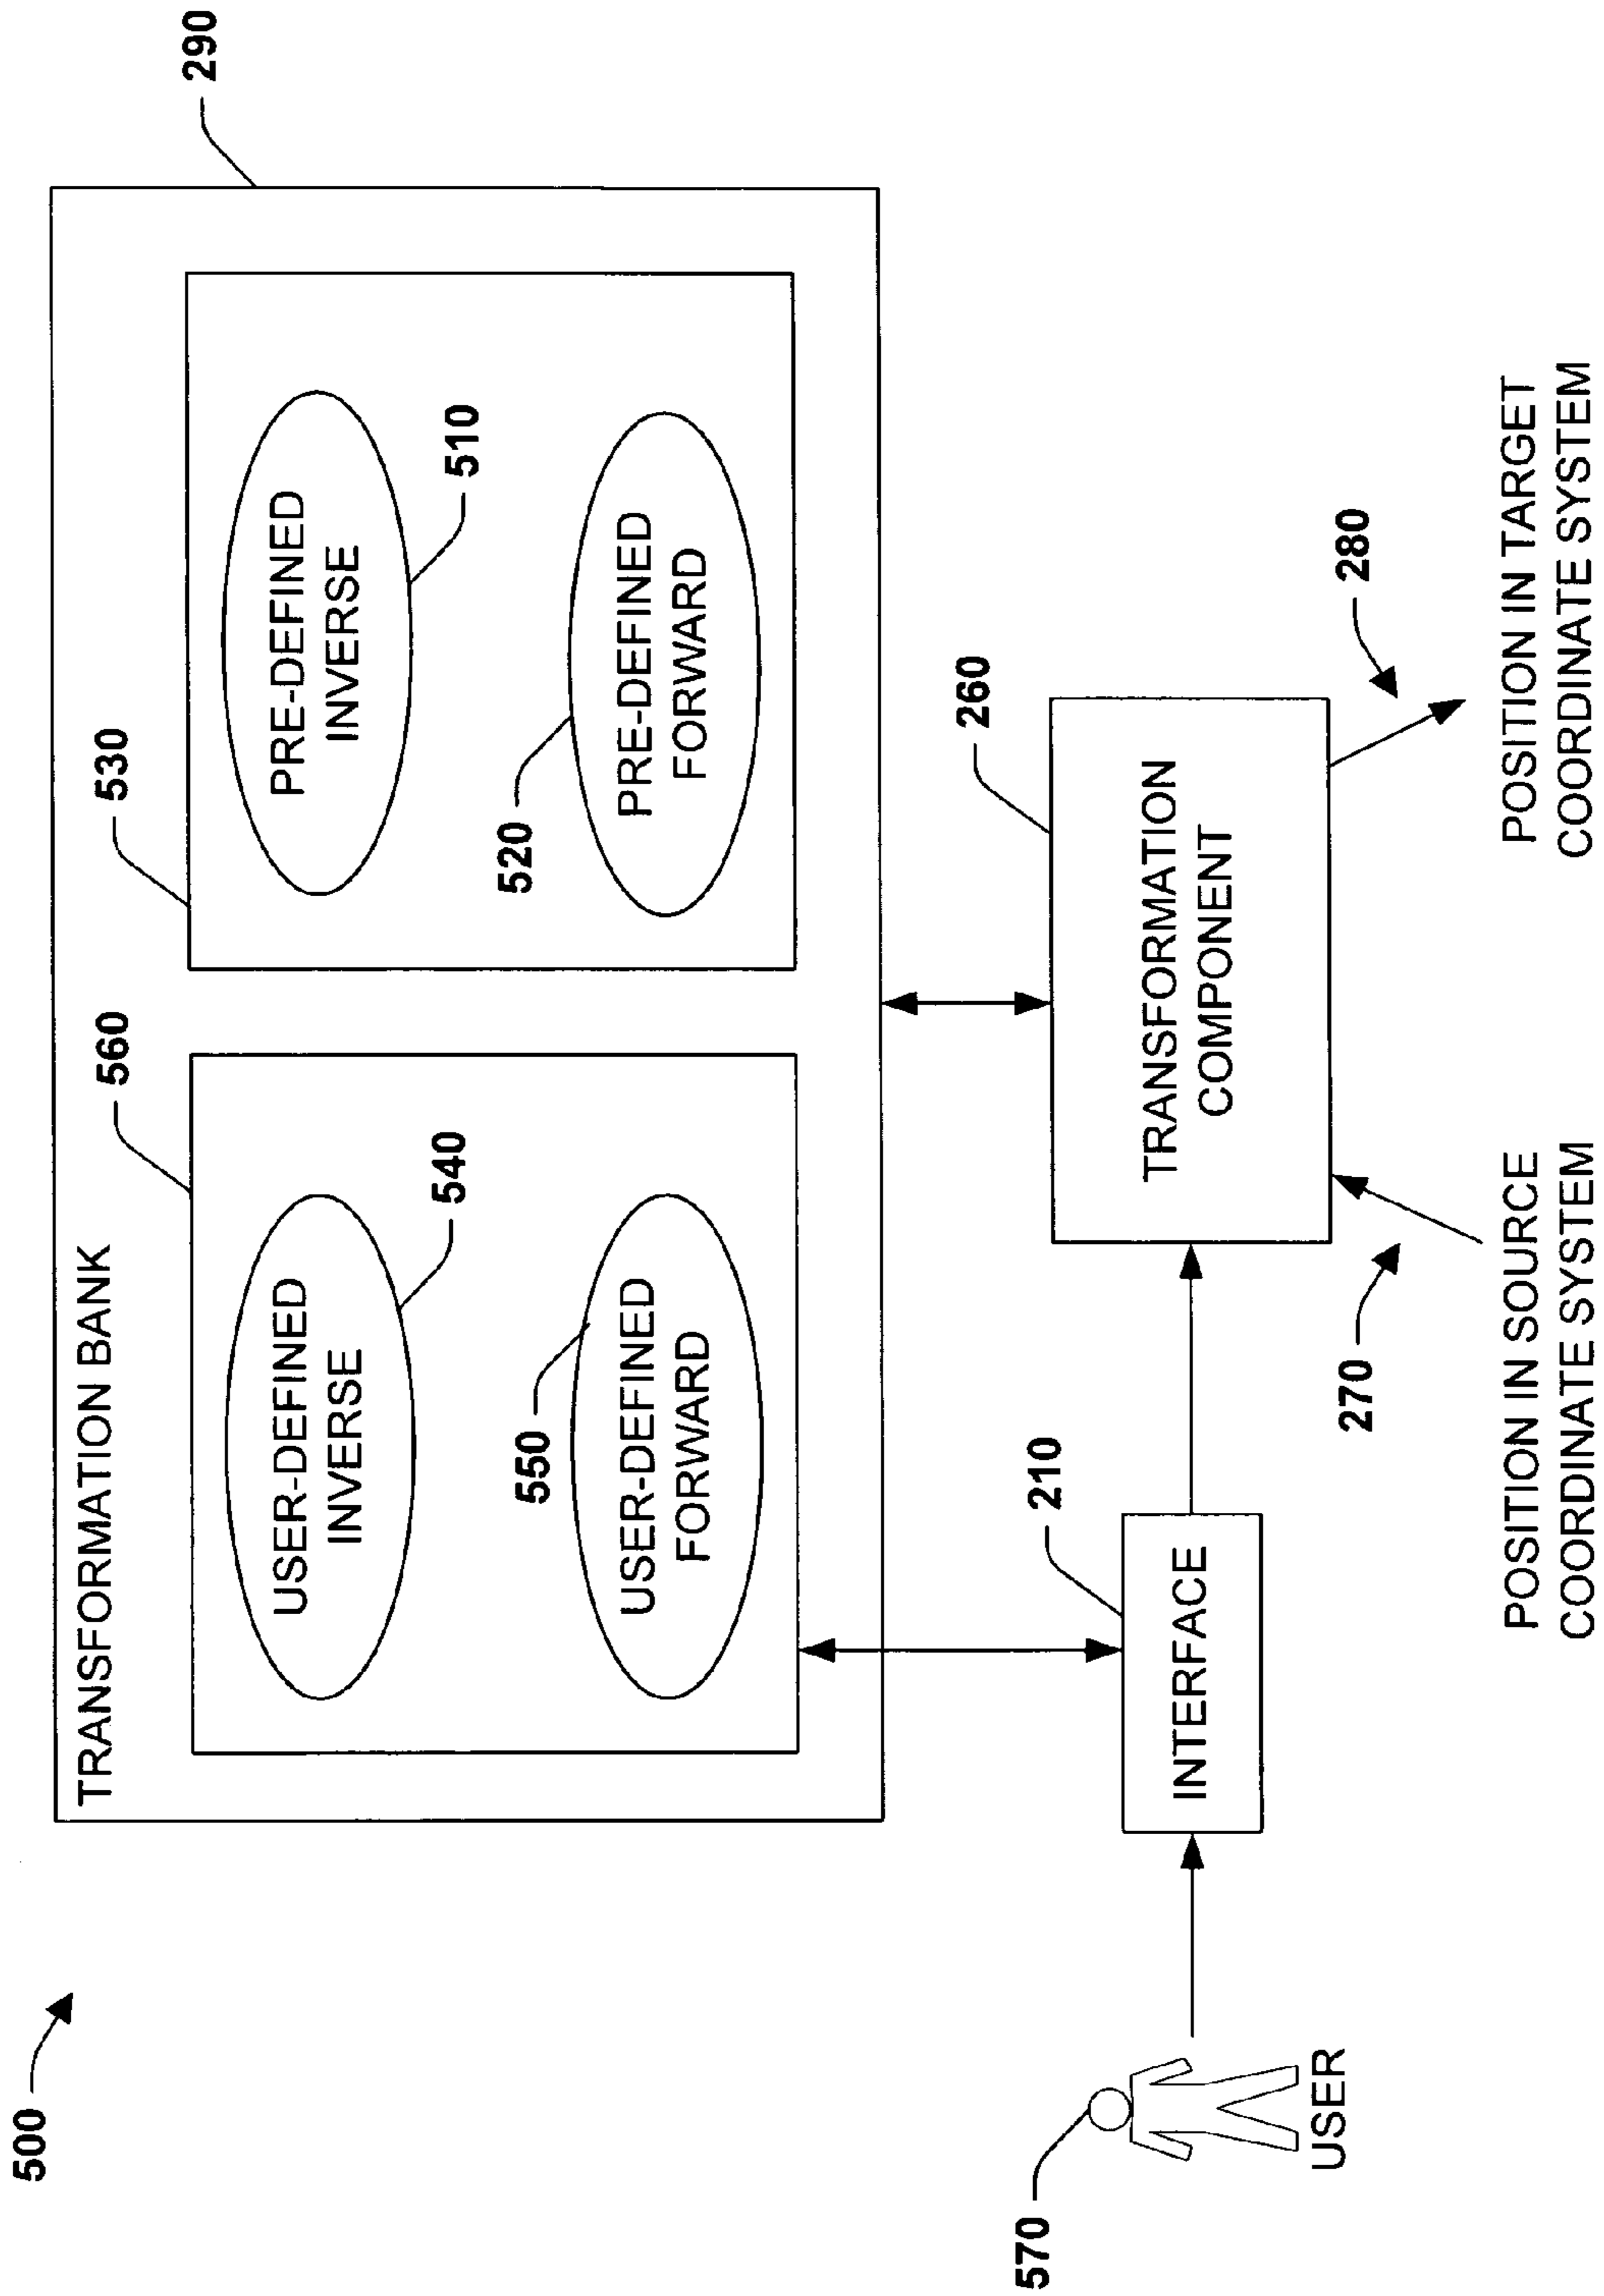 500
TRANSFORMATION BANK
290
560
530
USER-DEFINED
INVERSE
540
PRE-DEFINED
INVERSE
510
550
USER-DEFINED
FORWARD
520
PRE-DEFINED
FORWARD
210
260
570
USER
INTERFACE
TRANSFORMATION
COMPONENT
270
280
POSITION IN SOURCE
COORDINATE SYSTEM
POSITION IN TARGET
COORDINATE SYSTEM